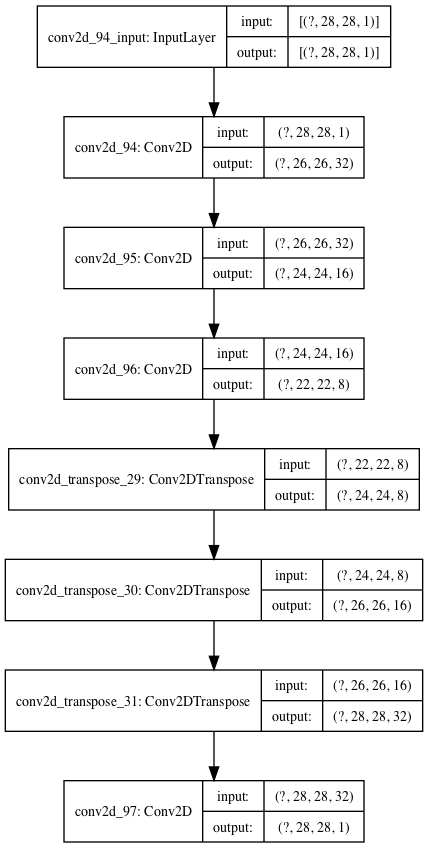 conv2d_94_input: InputLayer
input:
[(?, 28, 28, 1)]
output:
[(?, 28, 28, 1)]
conv2d_94: Conv2D
input:
(?, 28, 28, 1)
output:
(?, 26, 26, 32)
conv2d_95: Conv2D
input:
(?, 26, 26, 32)
output:
(?, 24, 24, 16)
conv2d_96: Conv2D
input:
(?, 24, 24, 16)
output:
(?, 22, 22, 8)
conv2d_transpose_29: Conv2DTranspose
input:
(?, 22, 22, 8)
output:
(?, 24, 24, 8)
conv2d_transpose_30: Conv2DTranspose
input:
(?, 24, 24, 8)
output:
(?, 26, 26, 16)
conv2d_transpose_31: Conv2DTranspose
input:
(?, 26, 26, 16)
output:
(?, 28, 28, 32)
conv2d_97: Conv2D
input:
(?, 28, 28, 32)
output:
(?, 28, 28, 1)